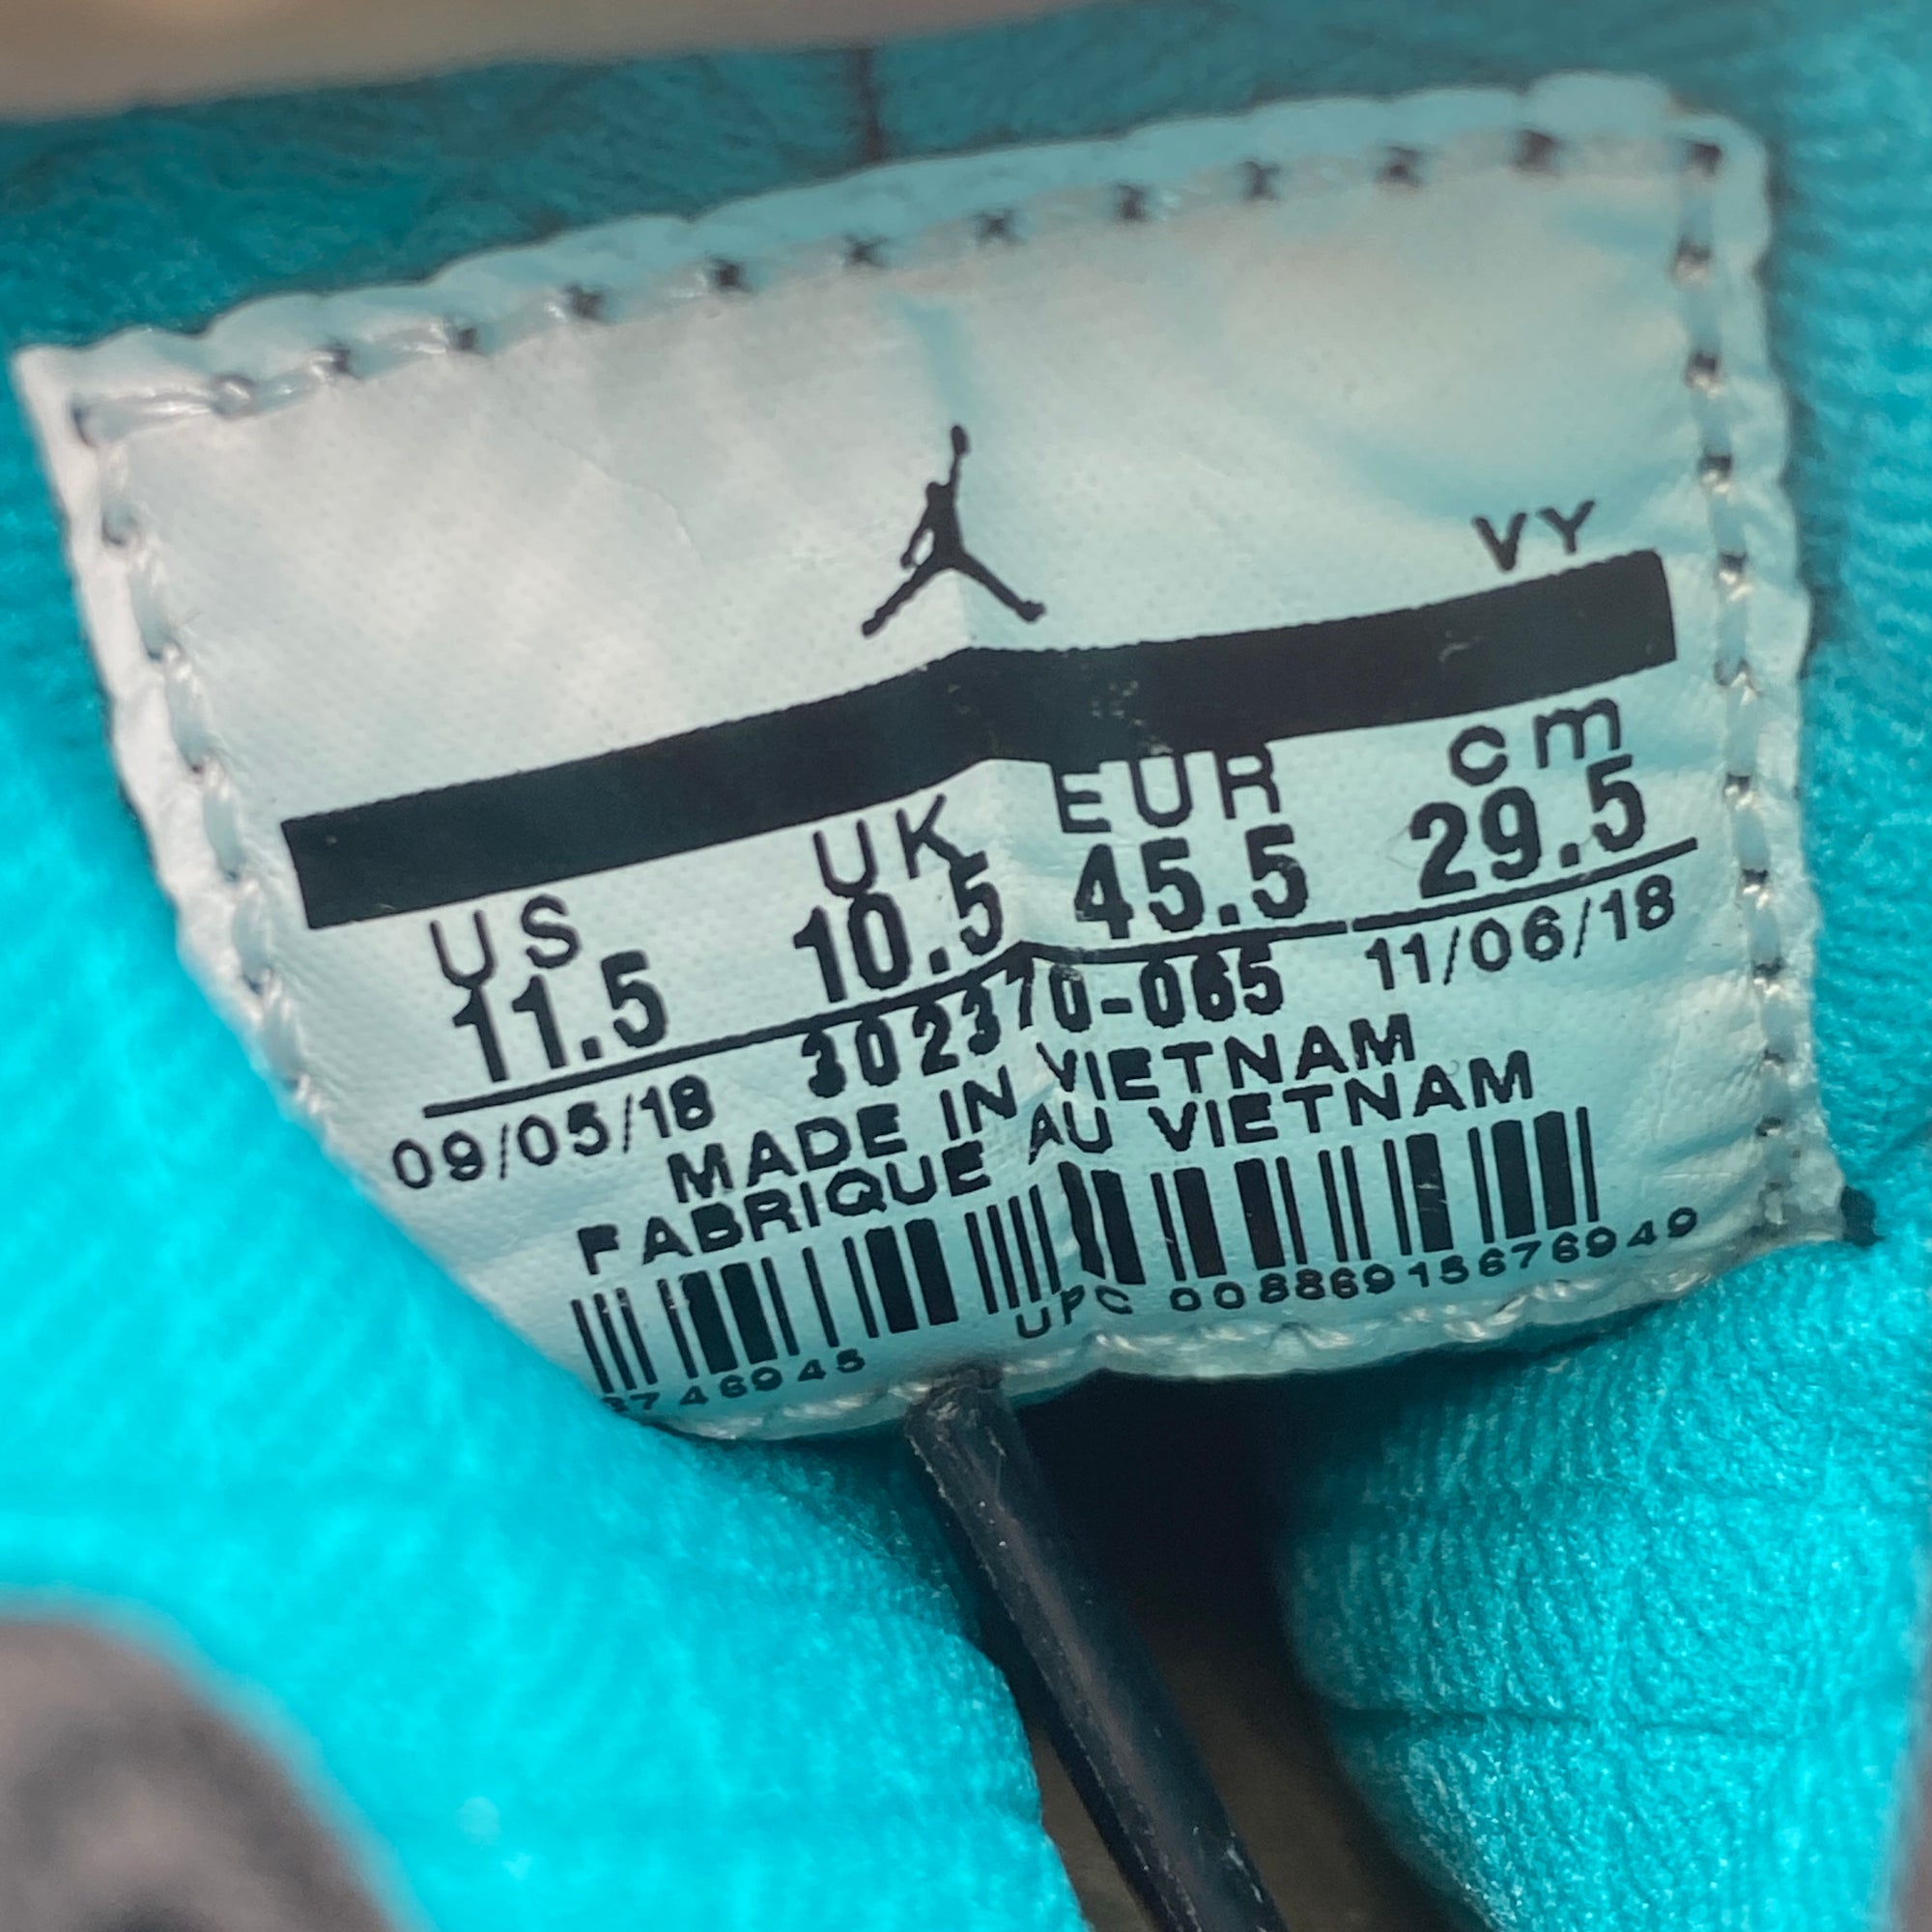 VY
US UK EUR cm
11.5 10.5 45.5 29.5
09/05/18 302370-065 11/06/18
MADE IN VIETNAM
FABRIQUE AU VIETNAM
UPC 00886915676949